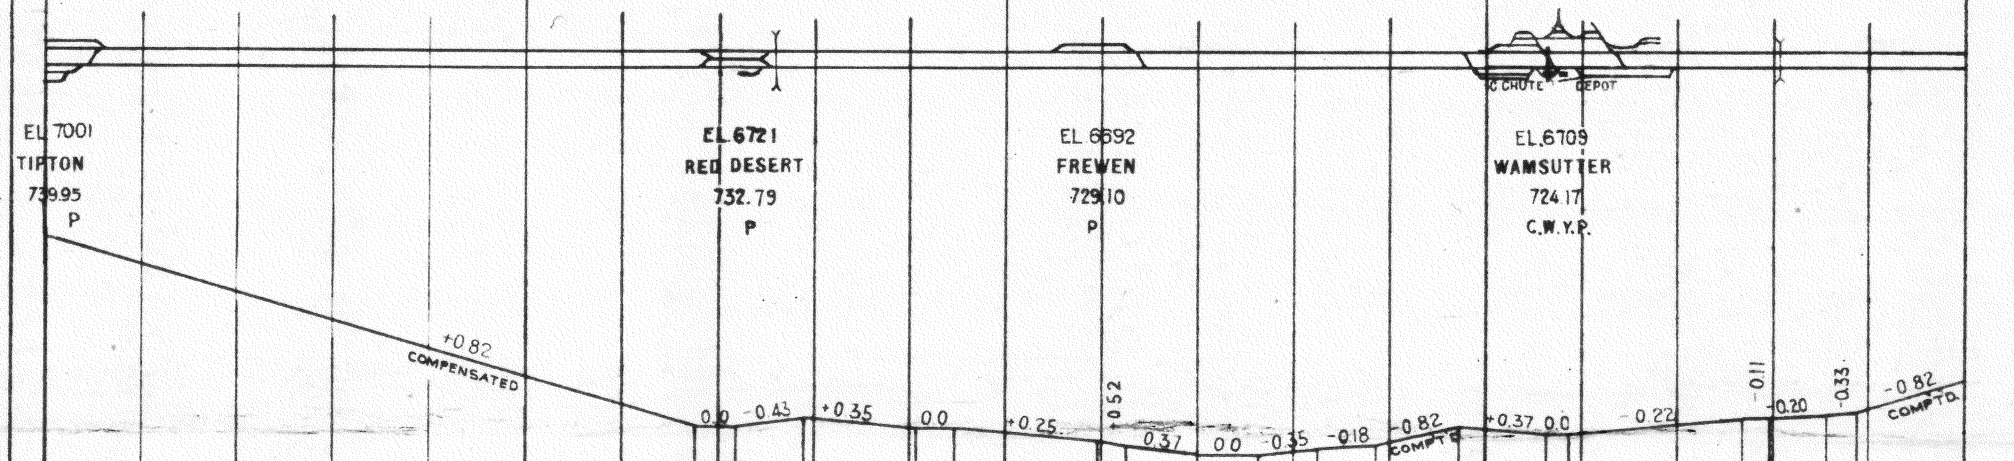 C CHUTE DEPOT
EL 7001
TIPTON
739.95
P
EL 6721
RED DESERT
732.79
P
EL 6692
FREWEN
729.10
P
EL. 6709
WAMSUTTER
724.17
C.W.Y.P.
+0.82
COMPENSATED
0.0
-0.43
+0.35
0.0
+0.25
+0.52
0.37
0.0
-0.35
-0.18
-0.82
COMPT'D
+0.37
0.0
-0.22
-0.11
-0.20
-0.33
-0.82
COMPT'D.